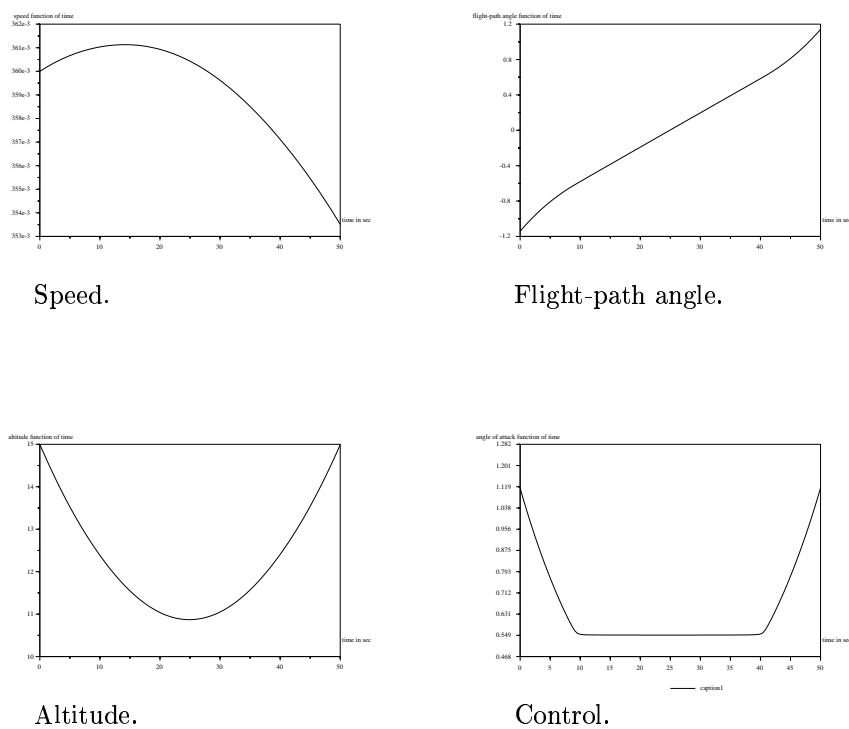 speed function of time
362e-3
361e-3
360e-3
359e-3
358e-3
357e-3
356e-3
355e-3
354e-3
353e-3
0 10 20 30 40 50
time in sec
Speed.
flight-path angle function of time
1.2
0.8
0.4
0
-0.4
-0.8
-1.2
0 10 20 30 40 50
time in se
Flight-path angle.
altitude function of time
15
14
13
12
11
10
0 10 20 30 40 50
time in sec
Altitude.
angle of attack function of time
1.282
1.201
1.119
1.038
0.956
0.875
0.793
0.712
0.631
0.549
0.468
0 5 10 15 20 25 30 35 40 45 50
time in se
caption1
Control.